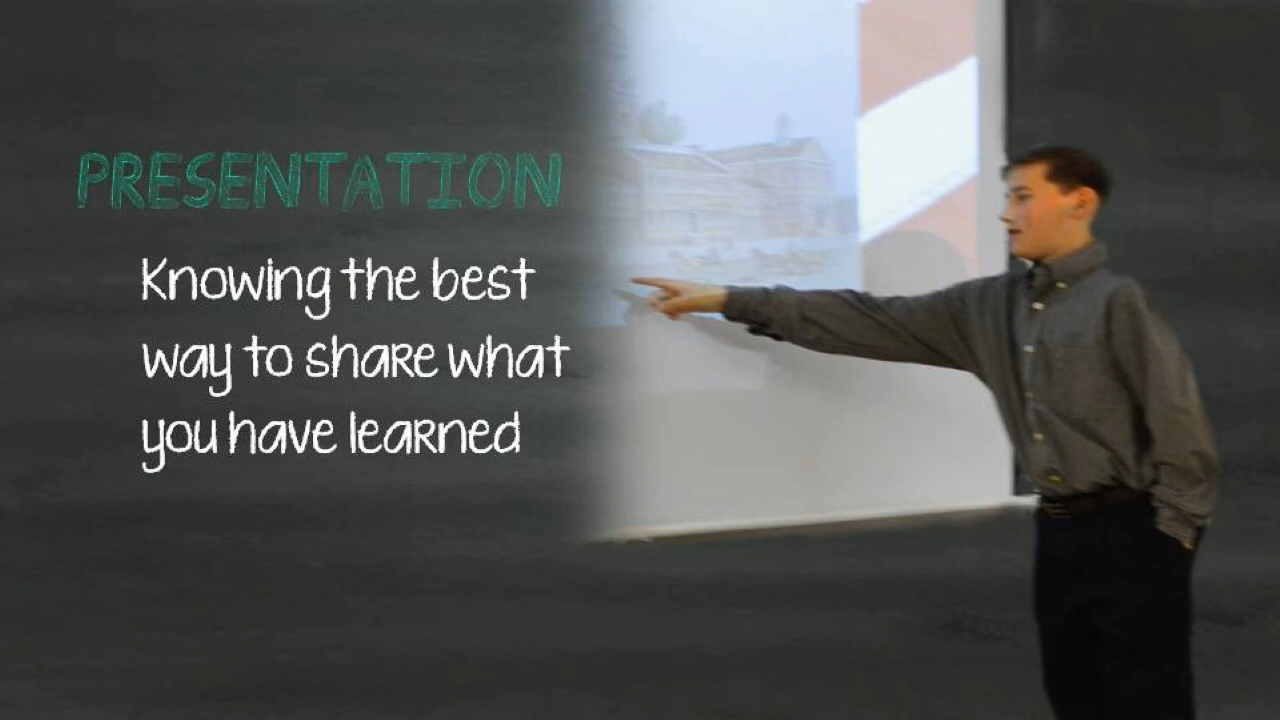 PRESENTATION
Knowing the best
way to share what
you have learned